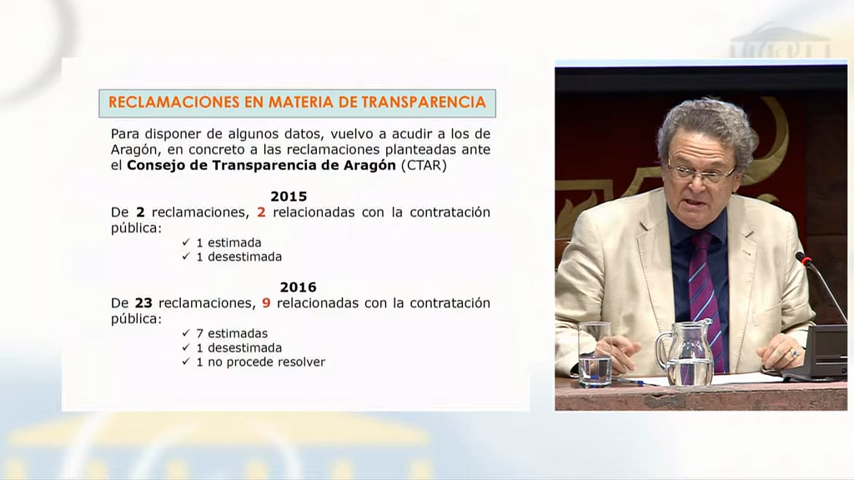 RECLAMACIONES EN MATERIA DE TRANSPARENCIA
Para disponer de algunos datos, vuelvo a acudir a los de
Aragón, en concreto a las reclamaciones planteadas ante
el Consejo de Transparencia de Aragón (CTAR)
2015
De 2 reclamaciones, 2 relacionadas con la contratación
pública:
✓ 1 estimada
✓ 1 desestimada
2016
De 23 reclamaciones, 9 relacionadas con la contratación
pública:
✓ 7 estimadas
✓ 1 desestimada
✓ 1 no procede resolver